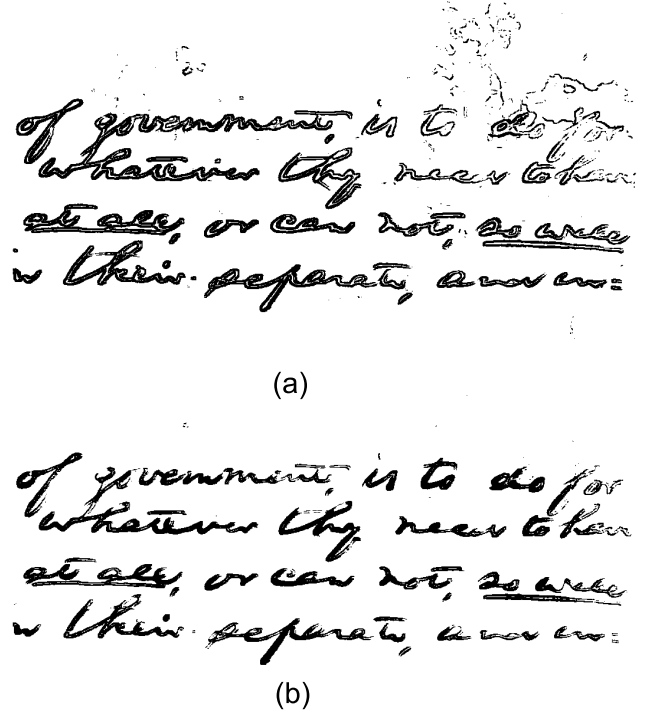 of government, is to do for
whatever they need to have
at all, or can not, so well
in their separate, and in=
(a)
of government, is to do for
whatever they need to have
at all, or can not, so well
in their separate, and in=
(b)